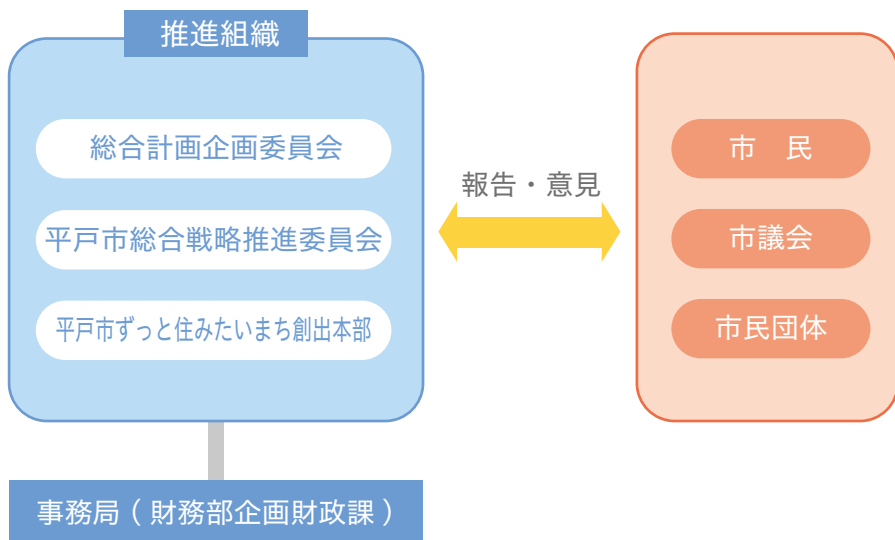 推進組織
総合計画企画委員会
平戸市総合戦略推進委員会
平戸市ずっと住みたいまち創出本部
事務局（財務部企画財政課）
報告・意見
市　民
市議会
市民団体